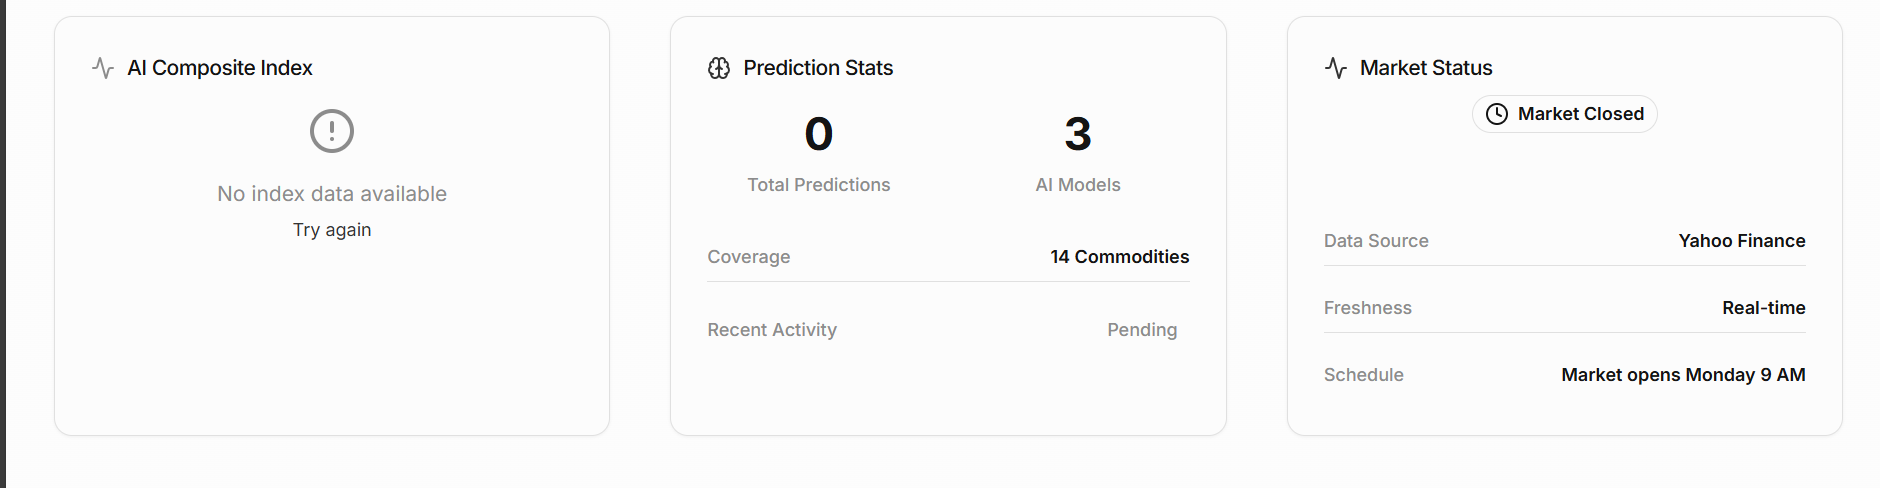 AI Composite Index
No index data available
Try again
Prediction Stats
0
Total Predictions
3
AI Models
Coverage
14 Commodities
Recent Activity
Pending
Market Status
Market Closed
Data Source
Yahoo Finance
Freshness
Real-time
Schedule
Market opens Monday 9 AM